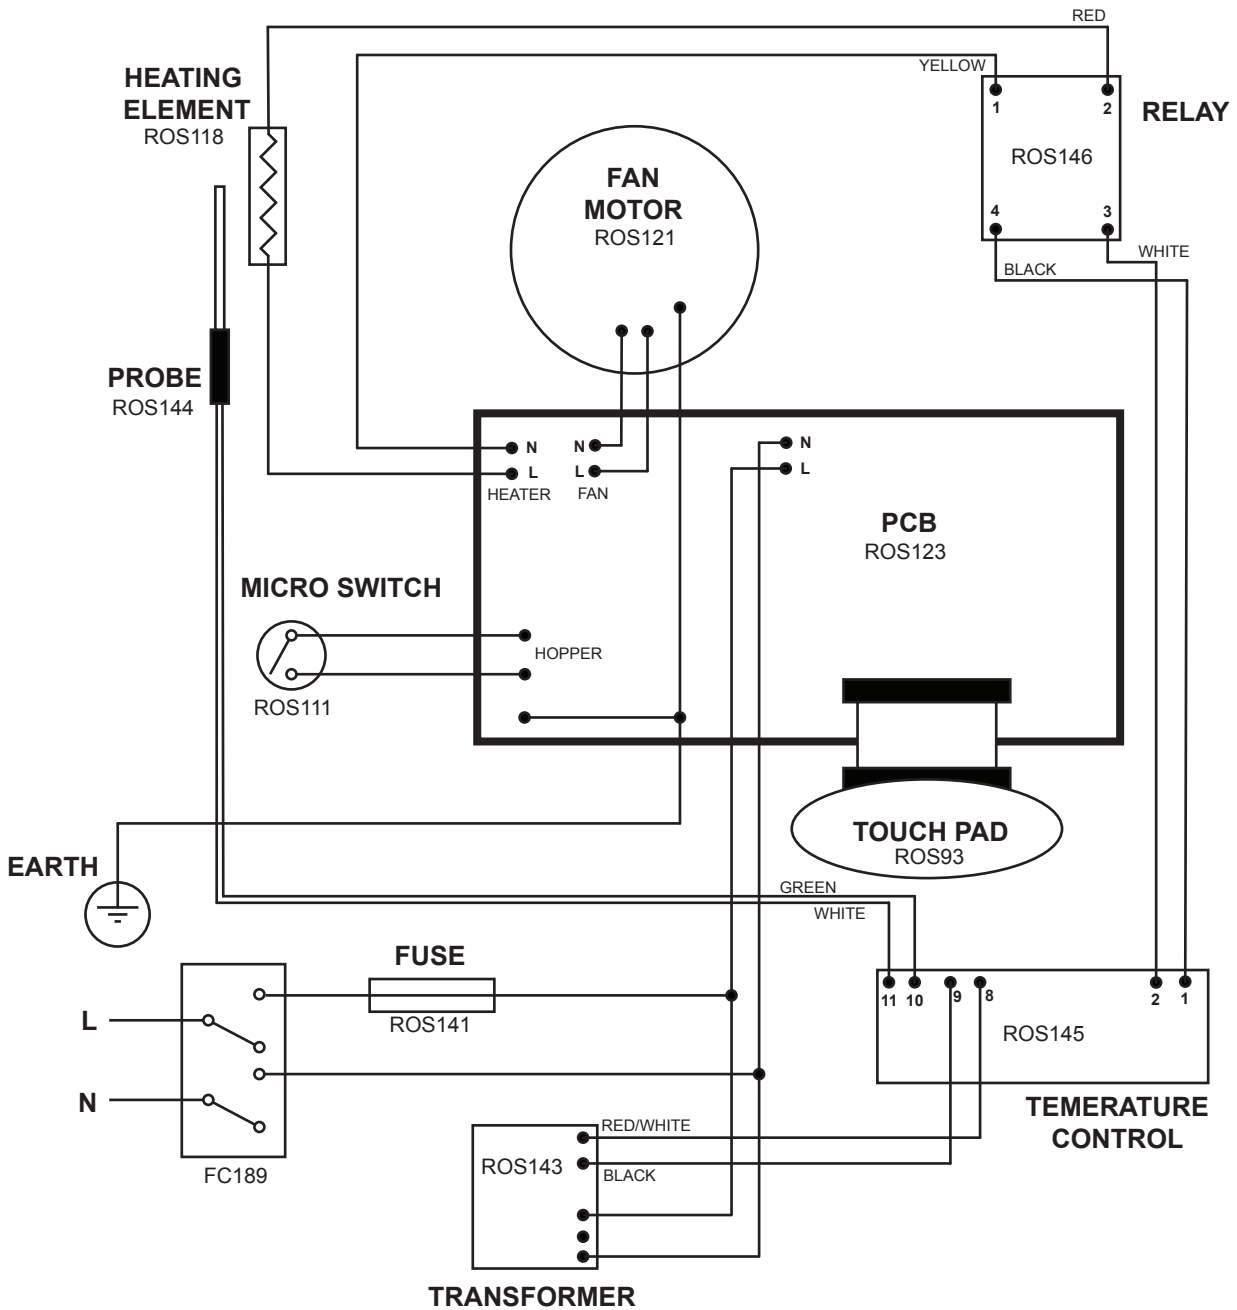 RED
YELLOW
HEATING
ELEMENT
ROS118
1
2
RELAY
ROS146
4
3
WHITE
BLACK
FAN
MOTOR
ROS121
PROBE
ROS144
N
L
HEATER
N
L
FAN
N
L
PCB
ROS123
MICRO SWITCH
ROS111
HOPPER
TOUCH PAD
ROS93
EARTH
GREEN
WHITE
FUSE
ROS141
L
N
FC189
11
10
9
8
2
1
ROS145
TEMERATURE
CONTROL
RED/WHITE
ROS143
BLACK
TRANSFORMER